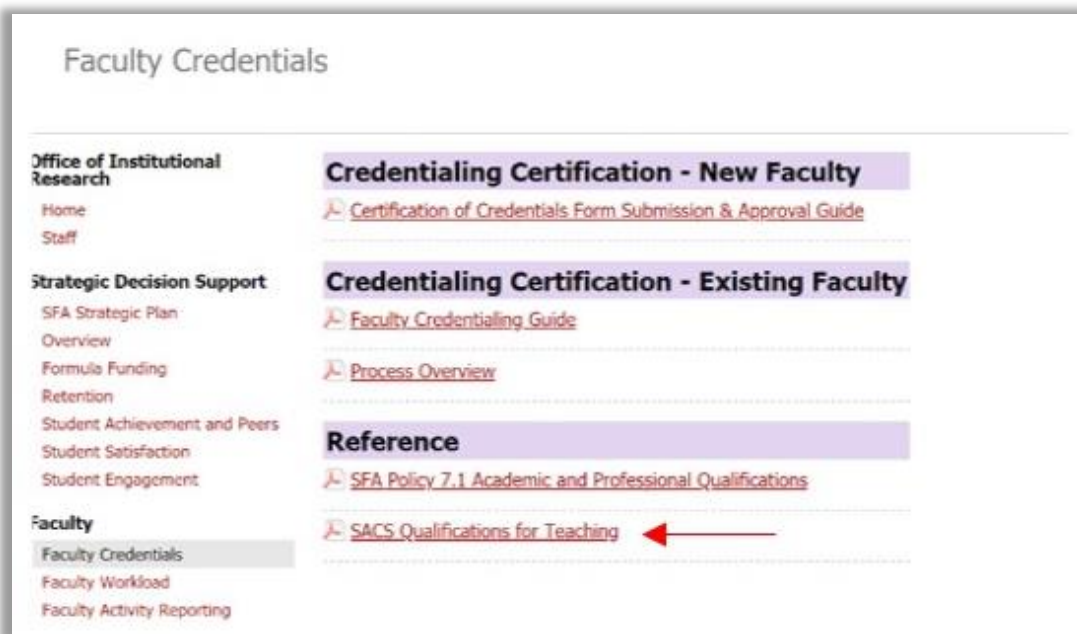 Faculty Credentials
Office of Institutional
Research
Home
Staff
Strategic Decision Support
SFA Strategic Plan
Overview
Formula Funding
Retention
Student Achievement and Peers
Student Satisfaction
Student Engagement
Faculty
Faculty Credentials
Faculty Workload
Faculty Activity Reporting
Credentialing Certification - New Faculty
Certification of Credentials Form Submission & Approval Guide
Credentialing Certification - Existing Faculty
Faculty Credentialing Guide
Process Overview
Reference
SFA Policy 7.1 Academic and Professional Qualifications
SACS Qualifications for Teaching